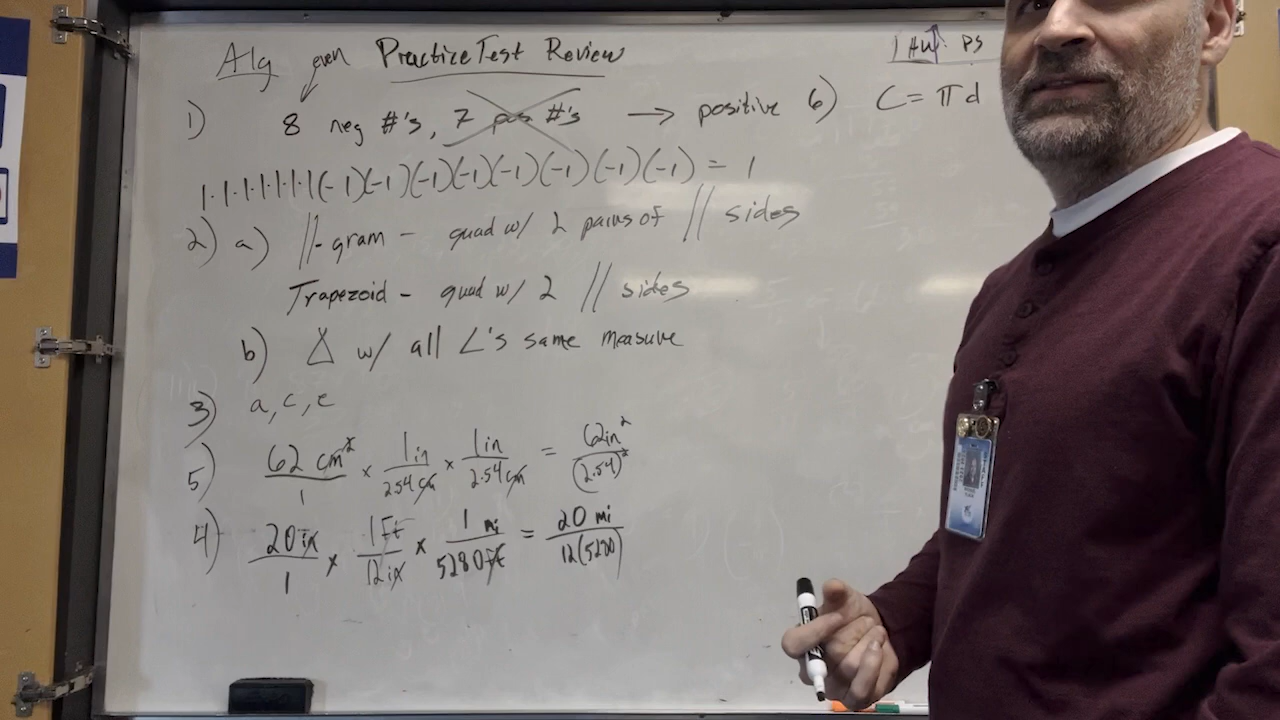 Alg even Practice Test Review
1 HW PS
1) 8 neg #'s, 7 pos #'s → positive
1·1·1·1·1·1·1(-1)(-1)(-1)(-1)(-1)(-1)(-1)(-1) = 1
2) a) //-gram - quad w/ 2 pairs of // sides
Trapezoid - quad w/ 2 // sides
b) △ w/ all ∠'s same measure
3) a, c, e
5) 62 cm²/1 × 1 in/2.54 cm × 1 in/2.54 cm = 62 in²/(2.54)²
4) 20 in/1 × 1 ft/12 in × 1 mi/5280 ft = 20 mi/12(5280)
6) C = πd